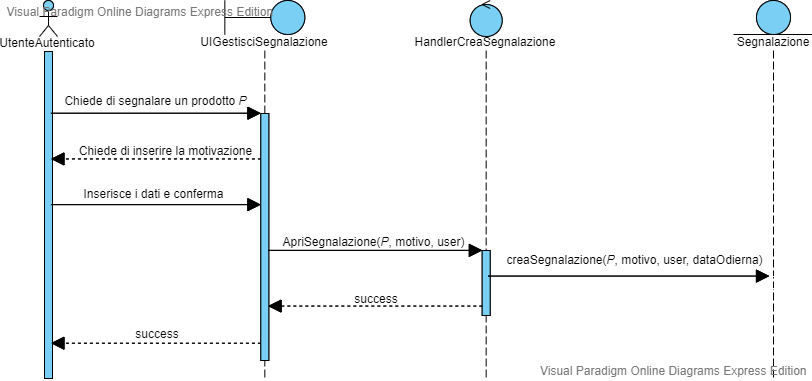 Visual Paradigm Online Diagrams Express Edition
UtenteAutenticato
UIGestisciSegnalazione
HandlerCreaSegnalazione
Segnalazione
Chiede di segnalare un prodotto P
Chiede di inserire la motivazione
Inserisce i dati e conferma
ApriSegnalazione(P, motivo, user)
creaSegnalazione(P, motivo, user, dataOdierna)
success
success
Visual Paradigm Online Diagrams Express Edition